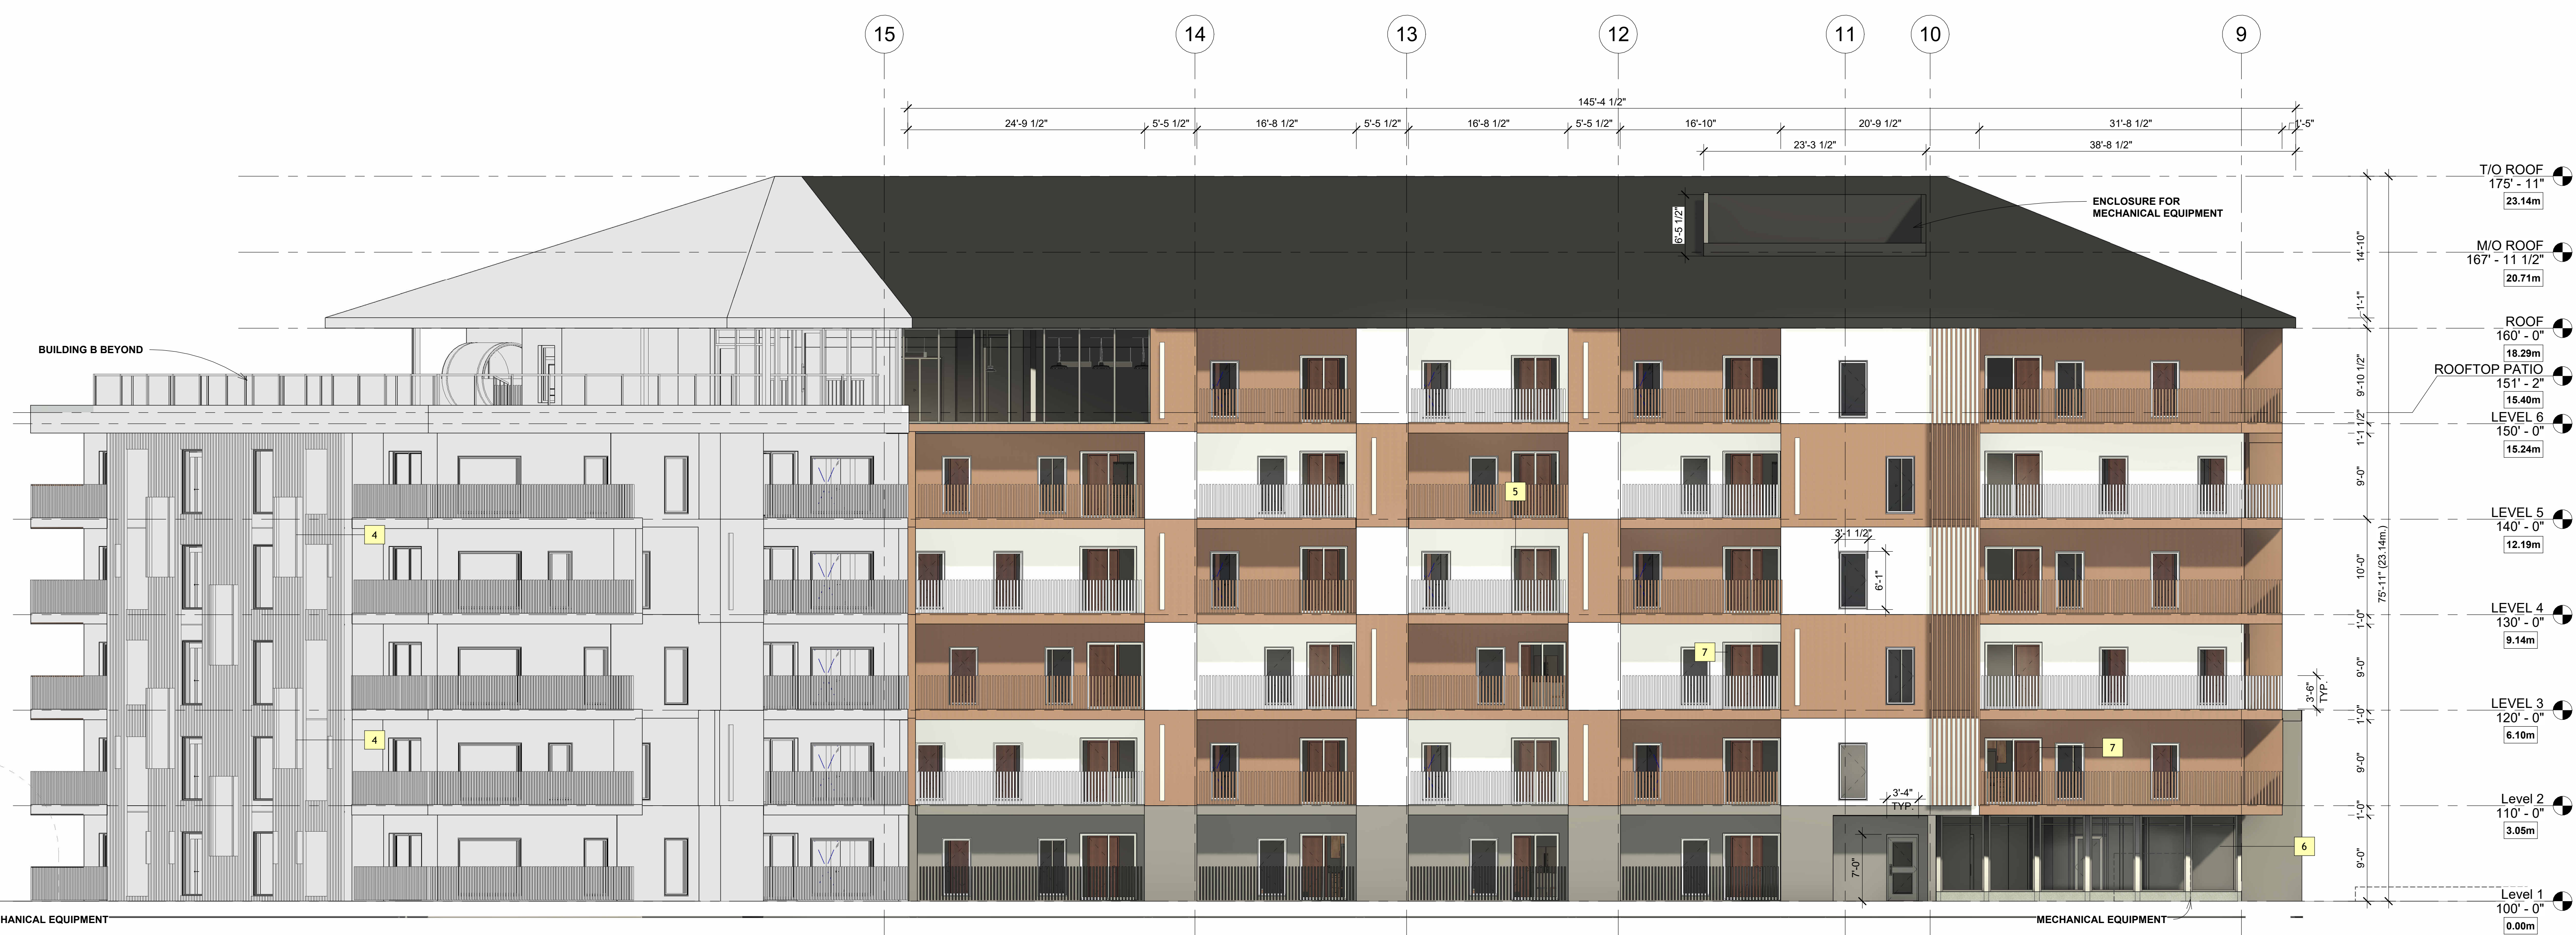 15
14
13
12
11
10
9
145'-4 1/2"
24'-9 1/2"
5'-5 1/2"
16'-8 1/2"
5'-5 1/2"
16'-8 1/2"
5'-5 1/2"
16'-10"
20'-9 1/2"
31'-8 1/2"
1'-5"
23'-3 1/2"
38'-8 1/2"
T/O ROOF
175' - 11"
23.14m
ENCLOSURE FOR
MECHANICAL EQUIPMENT
6'-5 1/2"
14'-10"
M/O ROOF
167' - 11 1/2"
20.71m
1'-1"
ROOF
160' - 0"
18.29m
BUILDING B BEYOND
9'-10 1/2"
ROOFTOP PATIO
151' - 2"
15.40m
1'-1 1/2"
LEVEL 6
150' - 0"
15.24m
9'-0"
5
4
LEVEL 5
140' - 0"
12.19m
3'-1 1/2"
6'-1"
10'-0"
75'-11" (23.14m.)
1'-0"
LEVEL 4
130' - 0"
9.14m
7
9'-0"
3'-6"
TYP.
1'-0"
LEVEL 3
120' - 0"
6.10m
4
7
9'-0"
3'-4"
TYP.
1'-0"
Level 2
110' - 0"
3.05m
6
7'-0"
9'-0"
Level 1
100' - 0"
0.00m
HANICAL EQUIPMENT
MECHANICAL EQUIPMENT